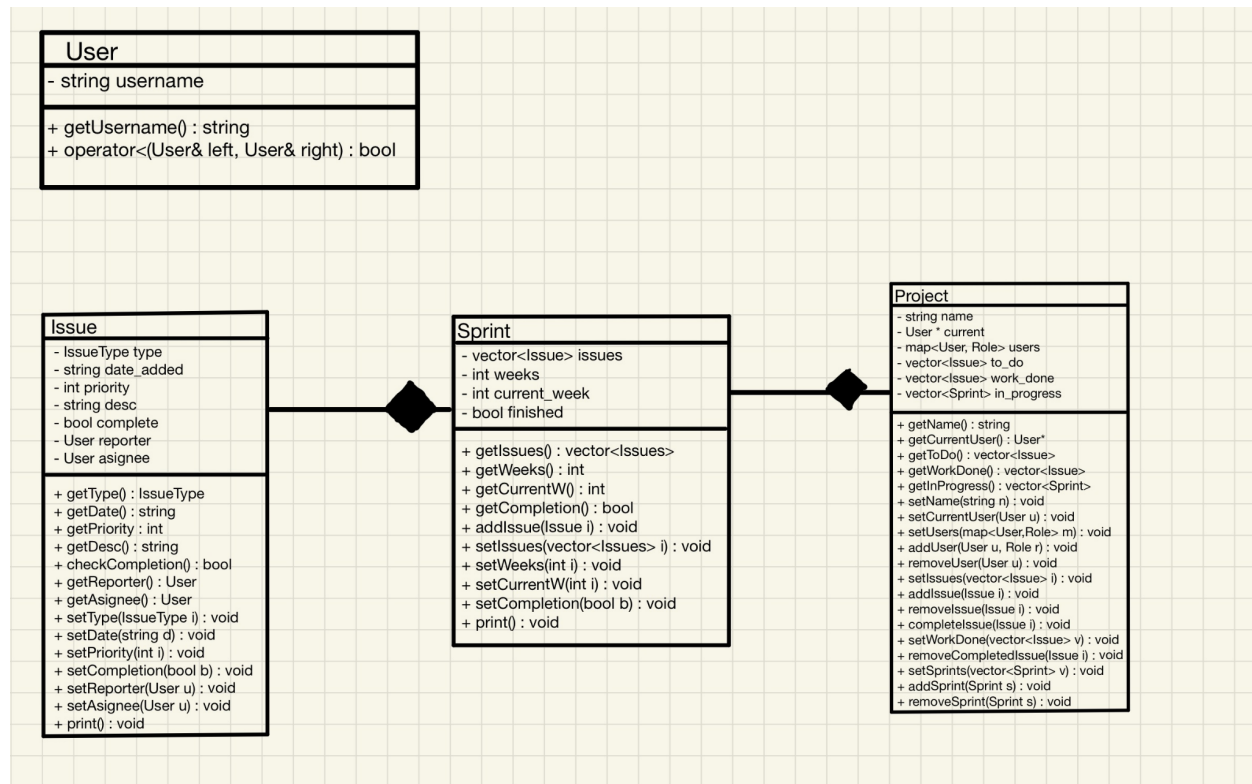 User
- string username
+ getUsername() : string
+ operator<(User& left, User& right) : bool
Issue
- IssueType type
- string date_added
- int priority
- string desc
- bool complete
- User reporter
- User asignee
+ getType() : IssueType
+ getDate() : string
+ getPriority : int
+ getDesc() : string
+ checkCompletion() : bool
+ getReporter() : User
+ getAsignee() : User
+ setType(IssueType i) : void
+ setDate(string d) : void
+ setPriority(int i) : void
+ setCompletion(bool b) : void
+ setReporter(User u) : void
+ setAsignee(User u) : void
+ print() : void
Sprint
- vector<Issue> issues
- int weeks
- int current_week
- bool finished
+ getIssues() : vector<Issues>
+ getWeeks() : int
+ getCurrentW() : int
+ getCompletion() : bool
+ addIssue(Issue i) : void
+ setIssues(vector<Issues> i) : void
+ setWeeks(int i) : void
+ setCurrentW(int i) : void
+ setCompletion(bool b) : void
+ print() : void
Project
- string name
- User * current
- map<User, Role> users
- vector<Issue> to_do
- vector<Issue> work_done
- vector<Sprint> in_progress
+ getName() : string
+ getCurrentUser() : User*
+ getToDo() : vector<Issue>
+ getWorkDone() : vector<Issue>
+ getInProgress() : vector<Sprint>
+ setName(string n) : void
+ setCurrentUser(User u) : void
+ setUsers(map<User,Role> m) : void
+ addUser(User u, Role r) : void
+ removeUser(User u) : void
+ setIssues(vector<Issue> i) : void
+ addIssue(Issue i) : void
+ removeIssue(Issue i) : void
+ completeIssue(Issue i) : void
+ setWorkDone(vector<Issue> v) : void
+ removeCompletedIssue(Issue i) : void
+ setSprints(vector<Sprint> v) : void
+ addSprint(Sprint s) : void
+ removeSprint(Sprint s) : void